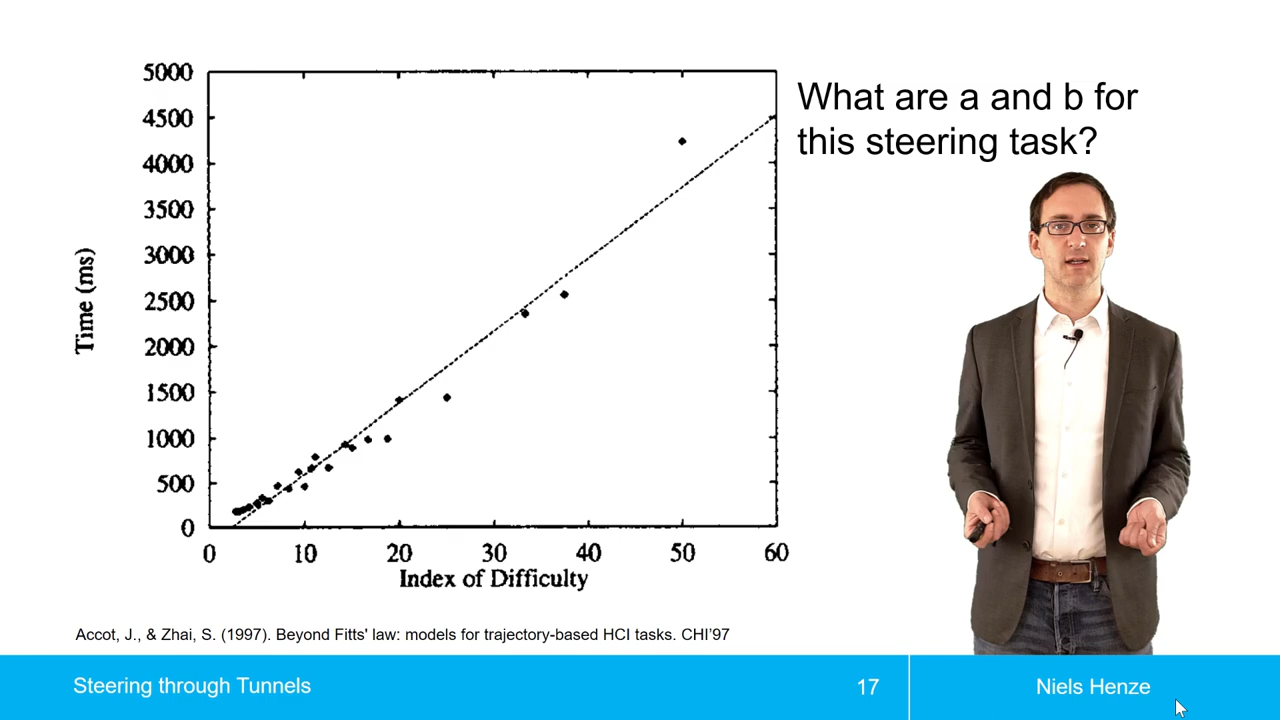 What are a and b for
this steering task?
5000
4500
4000
3500
3000
2500
2000
1500
1000
500
0
Time (ms)
0 10 20 30 40 50 60
Index of Difficulty
Accot, J., & Zhai, S. (1997). Beyond Fitts' law: models for trajectory-based HCI tasks. CHI’97
Steering through Tunnels 17 Niels Henze